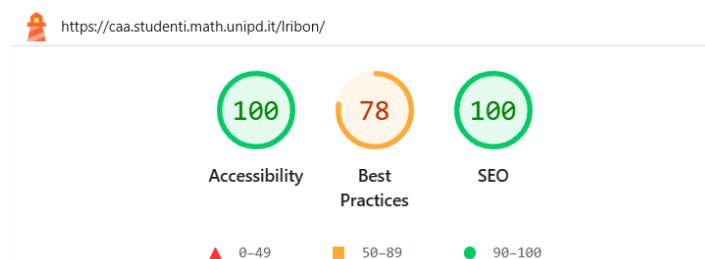 https://caa.studenti.math.unipd.it/lribon/
100 78 100
Accessibility Best Practices SEO
0–49 50–89 90–100